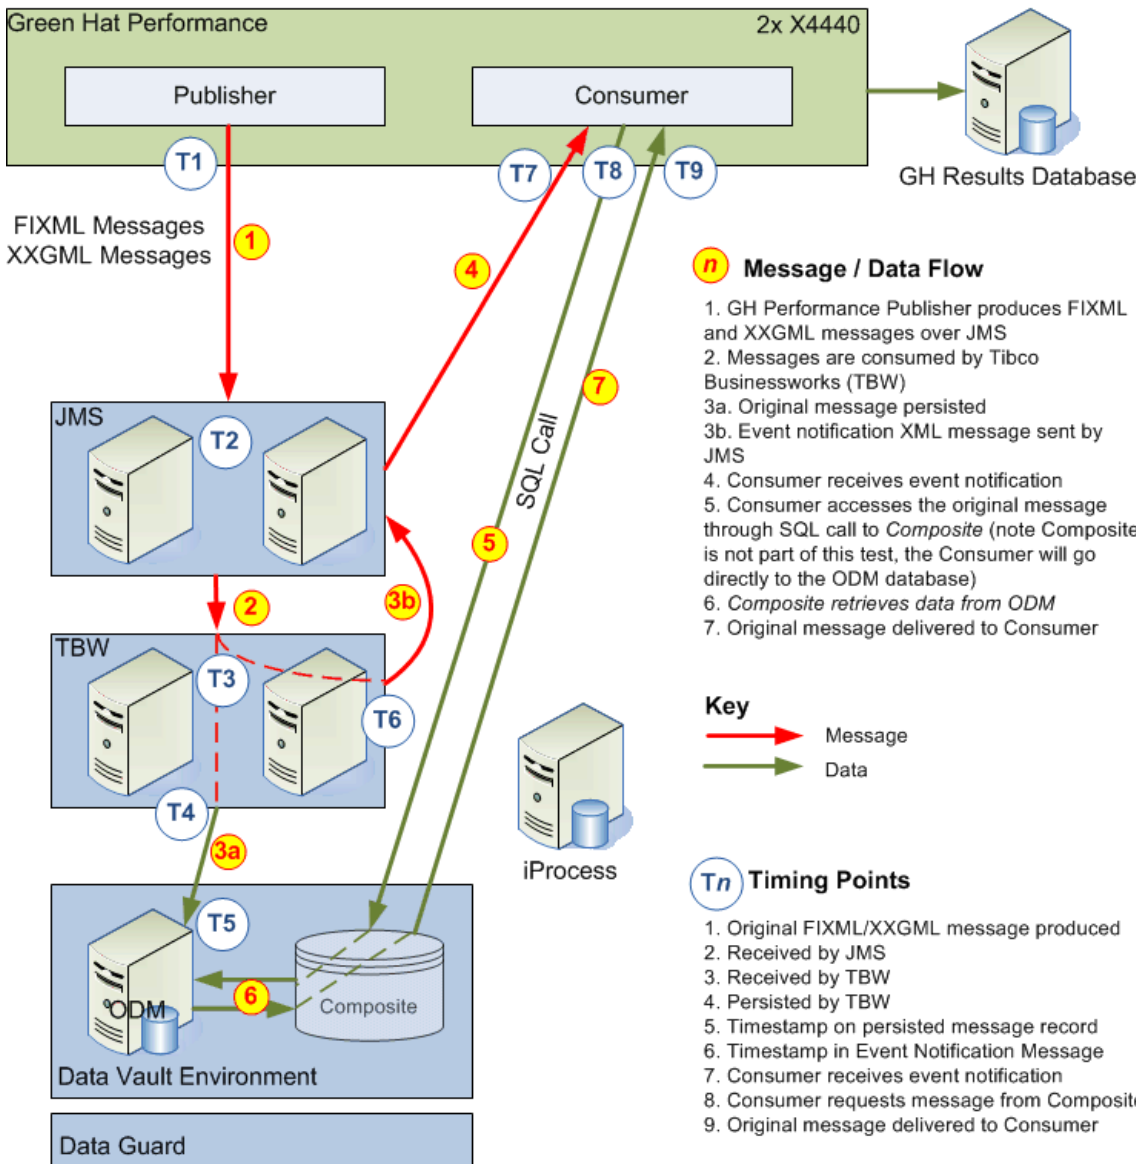 Green Hat Performance
2x X4440
Publisher
Consumer
GH Results Database
T1
T7
T8
T9
FIXML Messages
XXGML Messages
1
4
7
SQL Call
5
JMS
T2
2
3b
TBW
T3
T6
T4
3a
iProcess
T5
ODM
6
Composite
Data Vault Environment
Data Guard
n Message / Data Flow
1. GH Performance Publisher produces FIXML
and XXGML messages over JMS
2. Messages are consumed by Tibco
Businessworks (TBW)
3a. Original message persisted
3b. Event notification XML message sent by
JMS
4. Consumer receives event notification
5. Consumer accesses the original message
through SQL call to Composite (note Composite
is not part of this test, the Consumer will go
directly to the ODM database)
6. Composite retrieves data from ODM
7. Original message delivered to Consumer
Key
Message
Data
Tn Timing Points
1. Original FIXML/XXGML message produced
2. Received by JMS
3. Received by TBW
4. Persisted by TBW
5. Timestamp on persisted message record
6. Timestamp in Event Notification Message
7. Consumer receives event notification
8. Consumer requests message from Composite
9. Original message delivered to Consumer